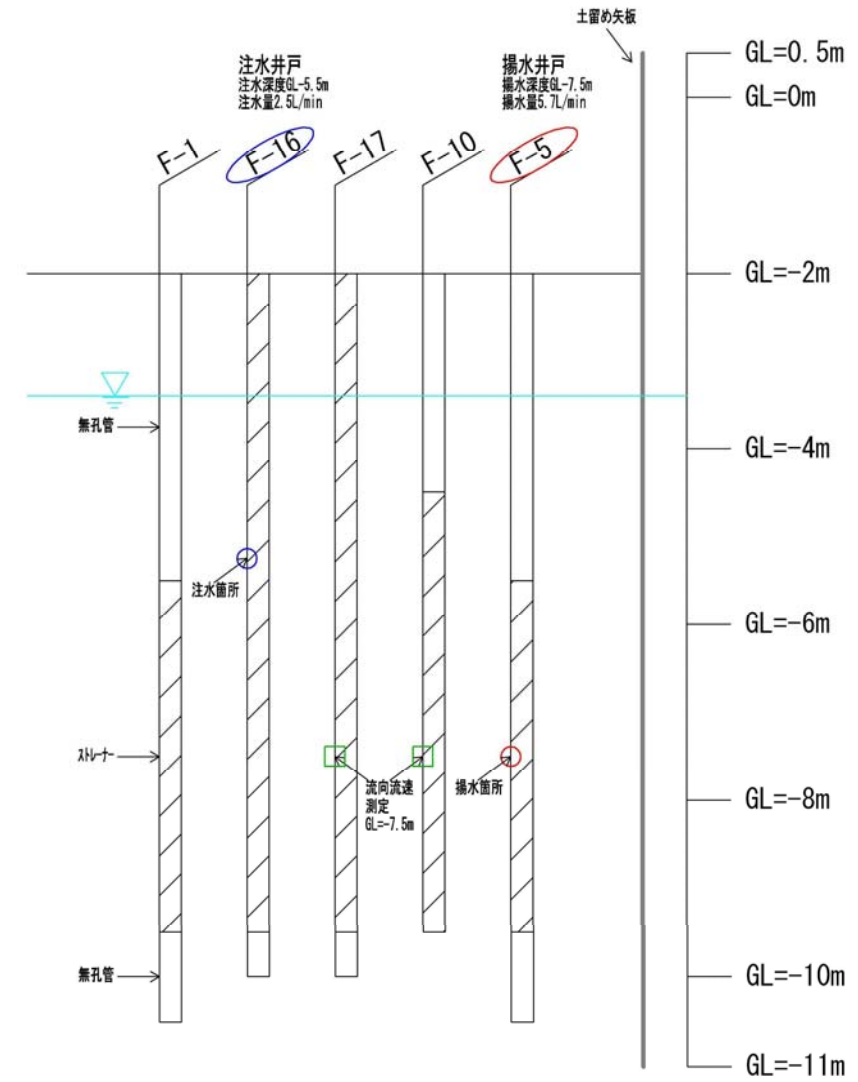 土留め矢板
GL=0.5m
GL=0m
注水井戸
注水深度GL-5.5m
注水量2.5L/min
揚水井戸
揚水深度GL-7.5m
揚水量5.7L/min
F-1
F-16
F-17
F-10
F-5
GL=-2m
無孔管
GL=-4m
注水箇所
GL=-6m
ストレーナー
流向流速
測定
GL=-7.5m
揚水箇所
GL=-8m
無孔管
GL=-10m
GL=-11m